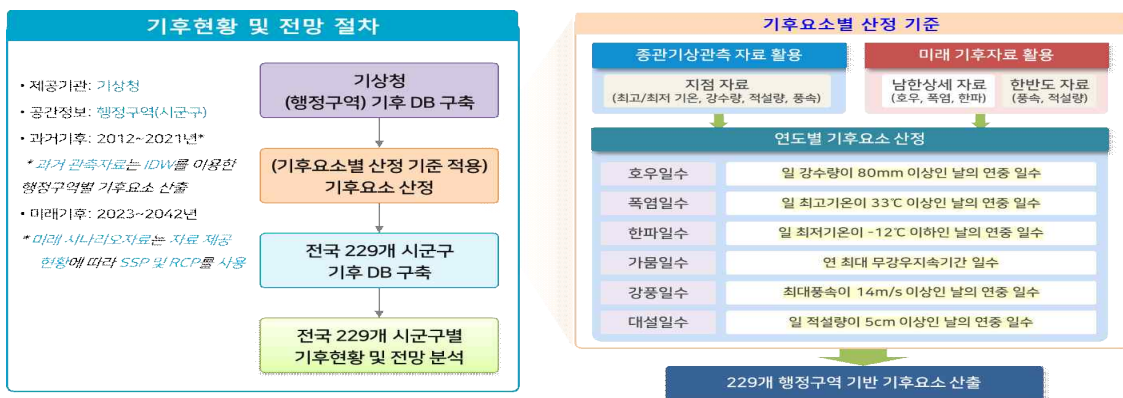 기후현황 및 전망 절차
• 제공기관: 기상청
• 공간정보: 행정구역(시군구)
• 과거기후: 2012~2021년*
* 과거 관측자료는 IDW를 이용한
행정구역별 기후요소 산출
• 미래기후: 2023~2042년
* 미래 시나리오자료는 자료 제공
현황에 따라 SSP 및 RCP를 사용
기상청
(행정구역) 기후 DB 구축
(기후요소별 산정 기준 적용)
기후요소 산정
전국 229개 시군구
기후 DB 구축
전국 229개 시군구별
기후현황 및 전망 분석
기후요소별 산정 기준
종관기상관측 자료 활용
지점 자료
(최고/최저 기온, 강수량, 적설량, 풍속)
미래 기후자료 활용
남한상세 자료
(호우, 폭염, 한파)
한반도 자료
(풍속, 적설량)
연도별 기후요소 산정
호우일수 일 강수량이 80mm 이상인 날의 연중 일수
폭염일수 일 최고기온이 33℃ 이상인 날의 연중 일수
한파일수 일 최저기온이 -12℃ 이하인 날의 연중 일수
가뭄일수 연 최대 무강우지속기간 일수
강풍일수 최대풍속이 14m/s 이상인 날의 연중 일수
대설일수 일 적설량이 5cm 이상인 날의 연중 일수
229개 행정구역 기반 기후요소 산출